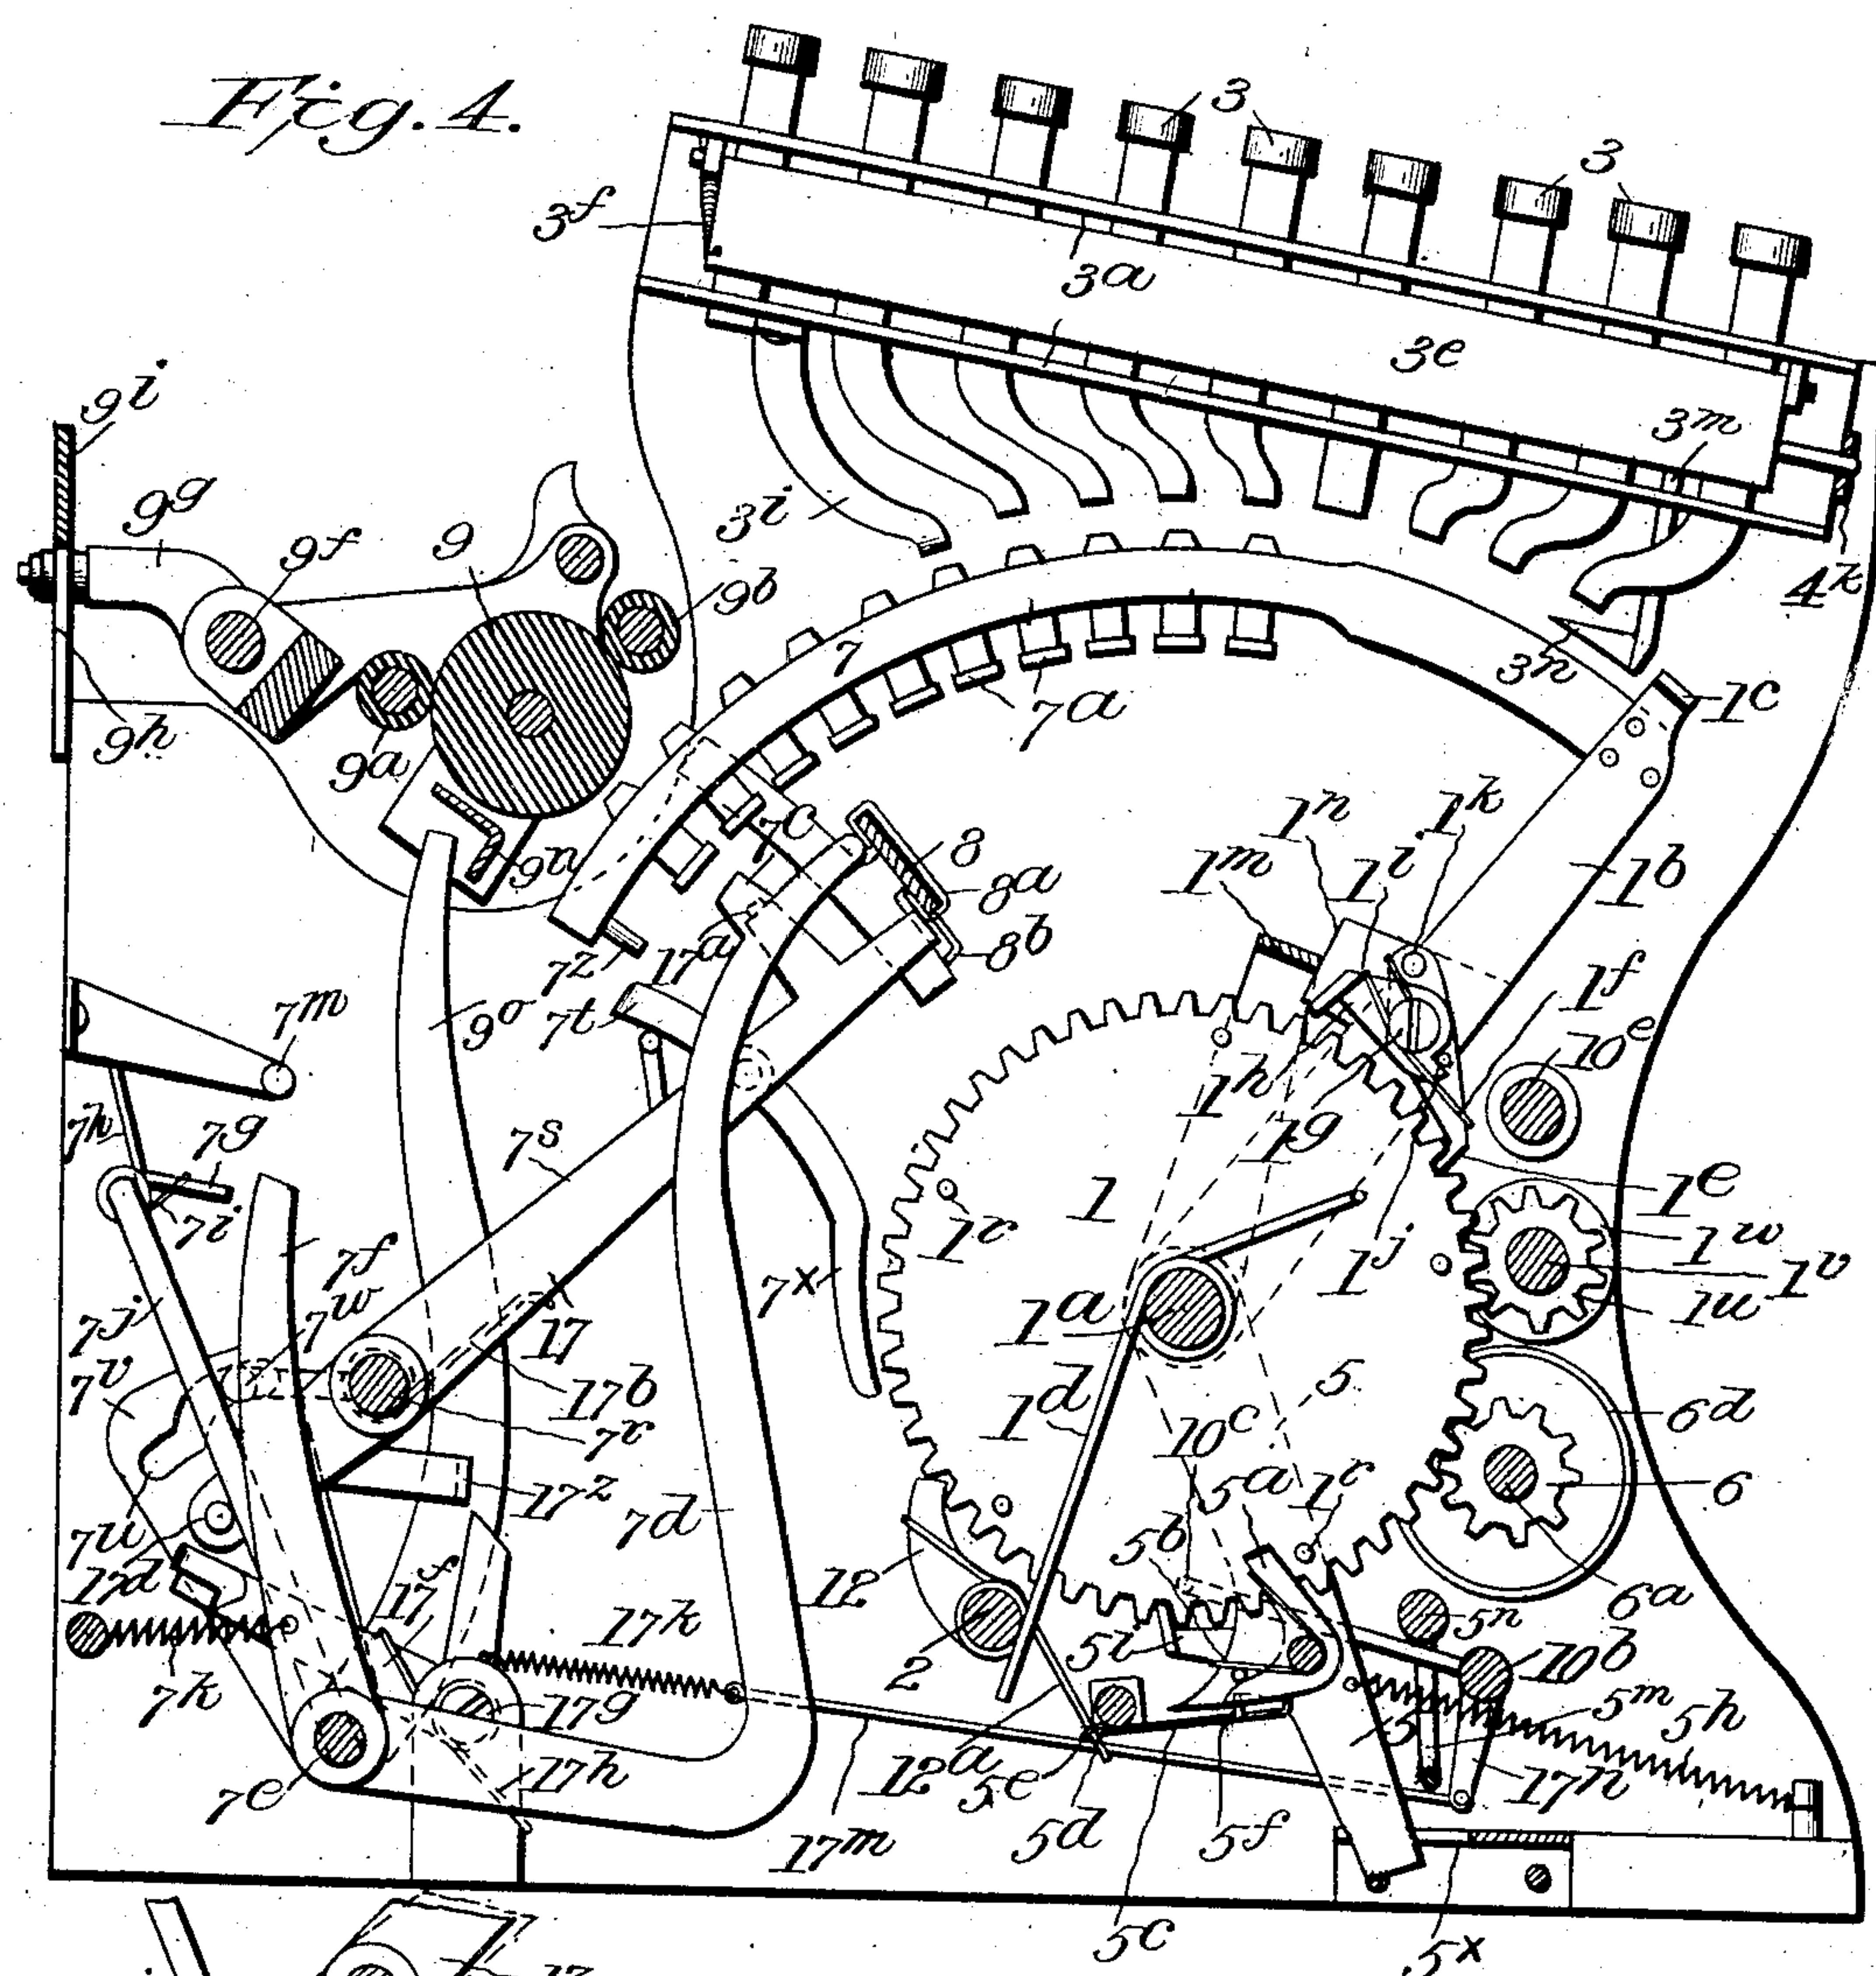 Fig. 4.
3
3
3f
3a
3e
3m
9i
9g
9f
9
9b
3i
4k
3n
9h
9a
7
7a
1c
7c
8
8a
8b
9n
1n
1k
1m
1i
1b
7z
17a
7t
7m
9o
1f
10e
1h
1g
7h
7g
7s
7i
1c
1
1e
1w
1v
1u
7f
7x
1j
7w
1a
7j
17
7v
17b
5
1d
7r
10c
6d
17z
5a
1c
6
7u
7d
5b
17d
17f
12
6a
17k
5n
5i
10b
2
7k
17g
5
5m
5h
12a
5e
17h
17n
7e
17m
5d
5f
5c
5x